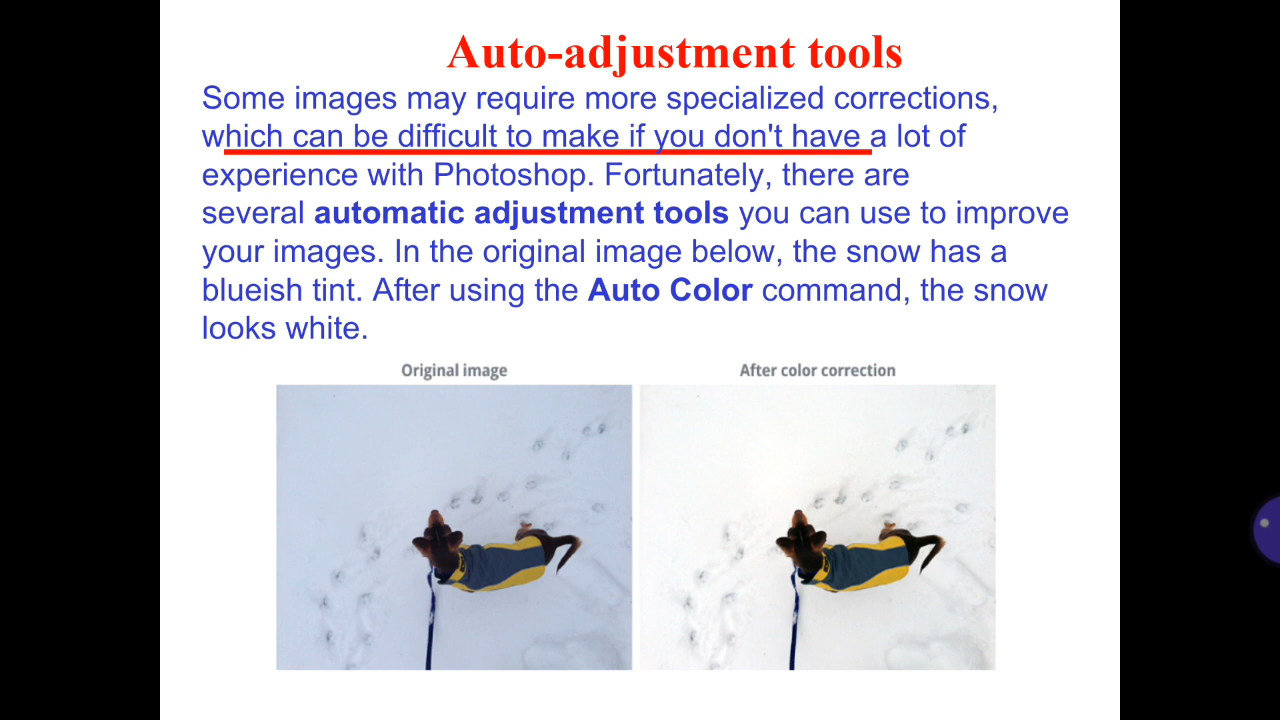 Auto-adjustment tools
Some images may require more specialized corrections,
which can be difficult to make if you don't have a lot of
experience with Photoshop. Fortunately, there are
several automatic adjustment tools you can use to improve
your images. In the original image below, the snow has a
blueish tint. After using the Auto Color command, the snow
looks white.
Original image
After color correction